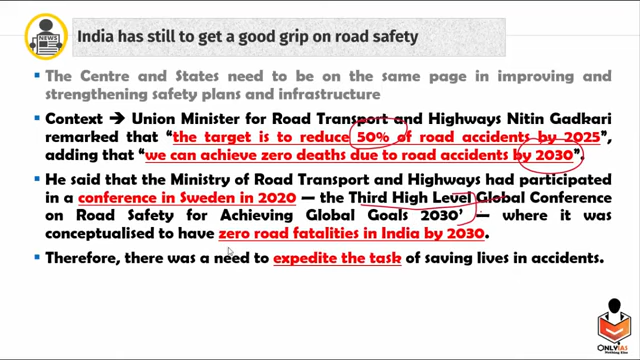 NEWS
India has still to get a good grip on road safety
The Centre and States need to be on the same page in improving and
strengthening safety plans and infrastructure
Context → Union Minister for Road Transport and Highways Nitin Gadkari
remarked that “the target is to reduce 50% of road accidents by 2025”,
adding that “we can achieve zero deaths due to road accidents by 2030”.
He said that the Ministry of Road Transport and Highways had participated
in a conference in Sweden in 2020 — the Third High Level Global Conference
on Road Safety for Achieving Global Goals 2030’ — where it was
conceptualised to have zero road fatalities in India by 2030.
Therefore, there was a need to expedite the task of saving lives in accidents.
ONLYIAS
Nothing Else